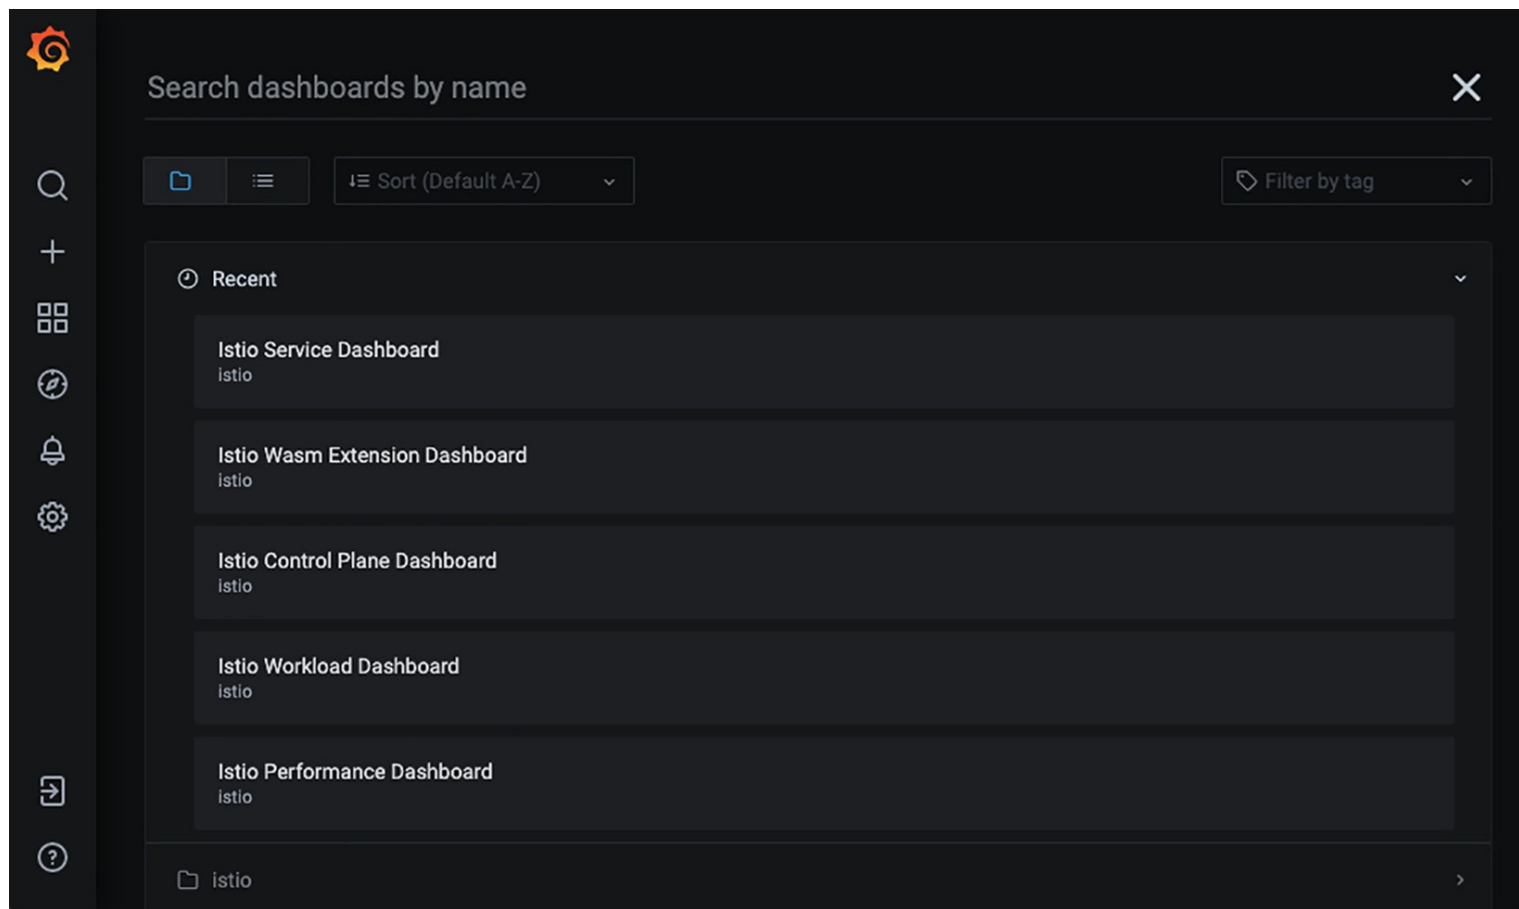 Search dashboards by name
Sort (Default A-Z)
Filter by tag
Recent
Istio Service Dashboard
istio
Istio Wasm Extension Dashboard
istio
Istio Control Plane Dashboard
istio
Istio Workload Dashboard
istio
Istio Performance Dashboard
istio
istio